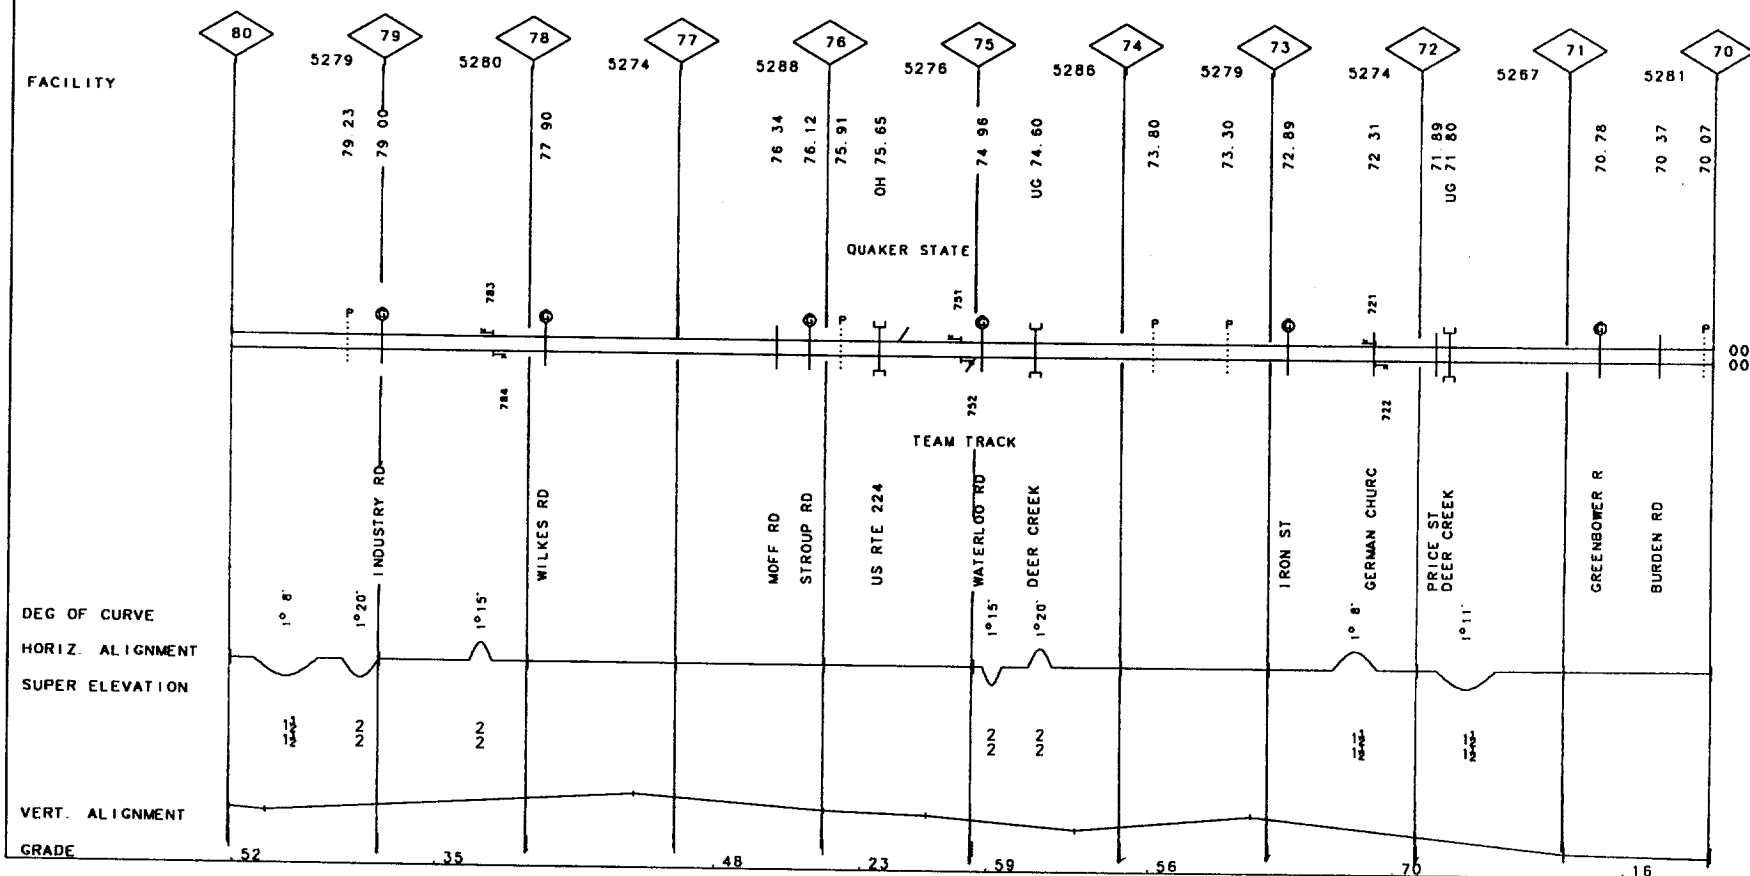 80 79 78 77 76 75 74 73 72 71 70
5279 5280 5274 5288 5276 5286 5279 5274 5267 5281
FACILITY
79 23
79 00
77 90
76 34
76.12
75.91
OH 75.65
74 96
UG 74.60
73.80
73.30
72.89
72 31
71.89
UG 71 80
70.78
70 37
70 07
QUAKER STATE
783 751 721
P P P P P
00
00
784 752 722
TEAM TRACK
INDUSTRY RD
WILKES RD
MOFF RD
STROUP RD
US RTE 224
WATERLOO RD
DEER CREEK
IRON ST
GERMAN CHURC
PRICE ST
DEER CREEK
GREENBOWER R
BURDEN RD
DEG OF CURVE
1° 8' 1°20' 1°15' 1°15' 1°20' 1° 8' 1°11'
HORIZ. ALIGNMENT
SUPER ELEVATION
2 2 2 2
2 2 2 2
VERT. ALIGNMENT
GRADE
.52 .35 .48 .23 .59 .56 .70 .16